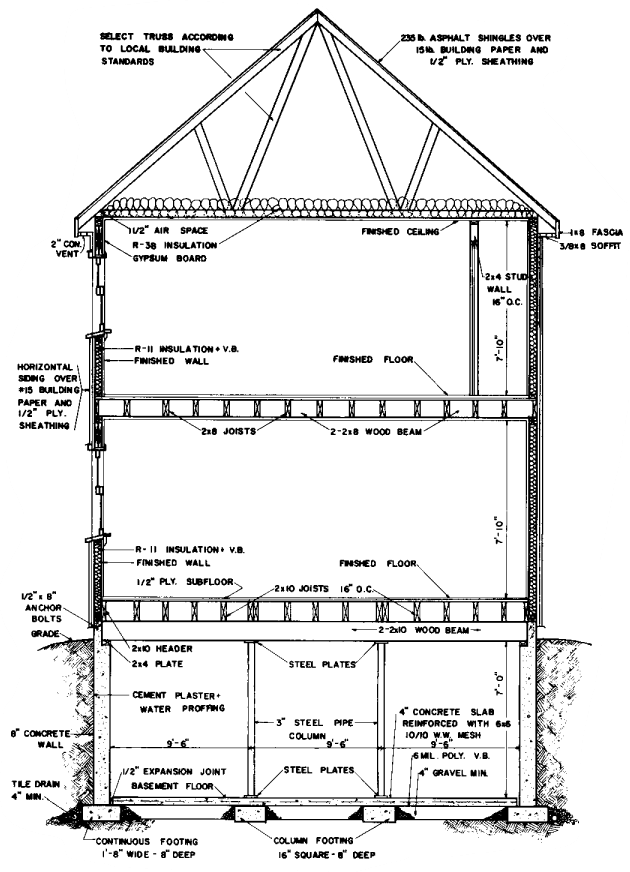 SELECT TRUSS ACCORDING
TO LOCAL BUILDING
STANDARDS
235 lb. ASPHALT SHINGLES OVER
15 lb. BUILDING PAPER AND
1/2" PLY. SHEATHING
1 1/2" AIR SPACE
R-38 INSULATION
GYPSUM BOARD
FINISHED CEILING
2" CON.
VENT
1x8 FASCIA
3/8x8 SOFFIT
2x4 STUD
WALL
16" O.C.
7'-10"
R-11 INSULATION + V.B.
FINISHED WALL
FINISHED FLOOR
HORIZONTAL
SIDING OVER
#15 BUILDING
PAPER AND
1/2" PLY.
SHEATHING
2x8 JOISTS
2-2x8 WOOD BEAM
7'-10"
R-11 INSULATION + V.B.
FINISHED WALL
FINISHED FLOOR
1/2" PLY. SUBFLOOR
2x10 JOISTS 16" O.C.
1/2" x 8"
ANCHOR
BOLTS
GRADE
2-2x10 WOOD BEAM
2x10 HEADER
2x4 PLATE
STEEL PLATES
7'-0"
CEMENT PLASTER +
WATER PROFFING
3" STEEL PIPE
COLUMN
4" CONCRETE SLAB
REINFORCED WITH 6x6
10/10 W.W. MESH
8" CONCRETE
WALL
9'-6"
9'-6"
9'-6"
6 MIL. POLY. V.B.
1/2" EXPANSION JOINT
BASEMENT FLOOR
STEEL PLATES
4" GRAVEL MIN.
TILE DRAIN
4" MIN.
CONTINUOUS FOOTING
1'-8" WIDE - 8" DEEP
COLUMN FOOTING
16" SQUARE - 8" DEEP